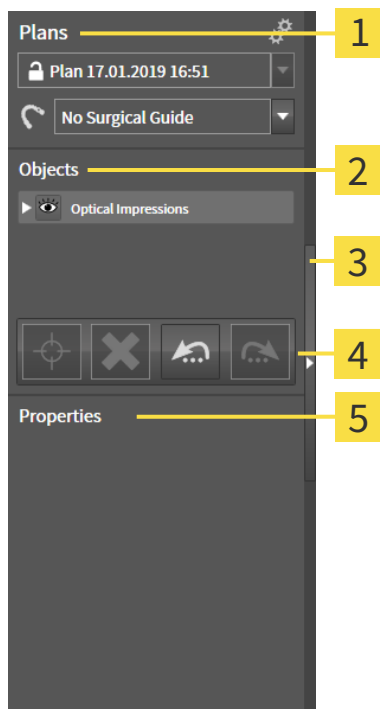 Plans
1
Plan 17.01.2019 16:51
No Surgical Guide
Objects
2
Optical Impressions
3
4
Properties
5